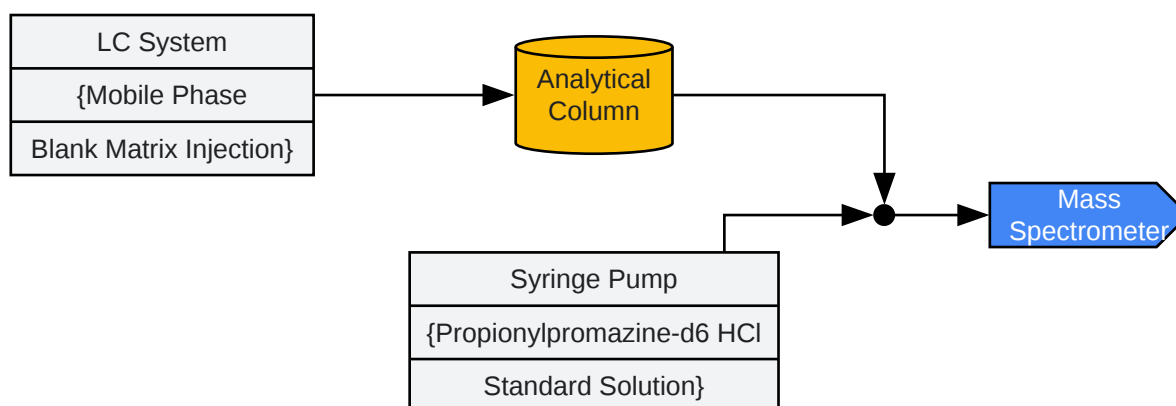 LC System
{Mobile Phase
Blank Matrix Injection}
Analytical
Column
Mass
Spectrometer
Syringe Pump
{Propionylpromazine-d6 HCl
Standard Solution}